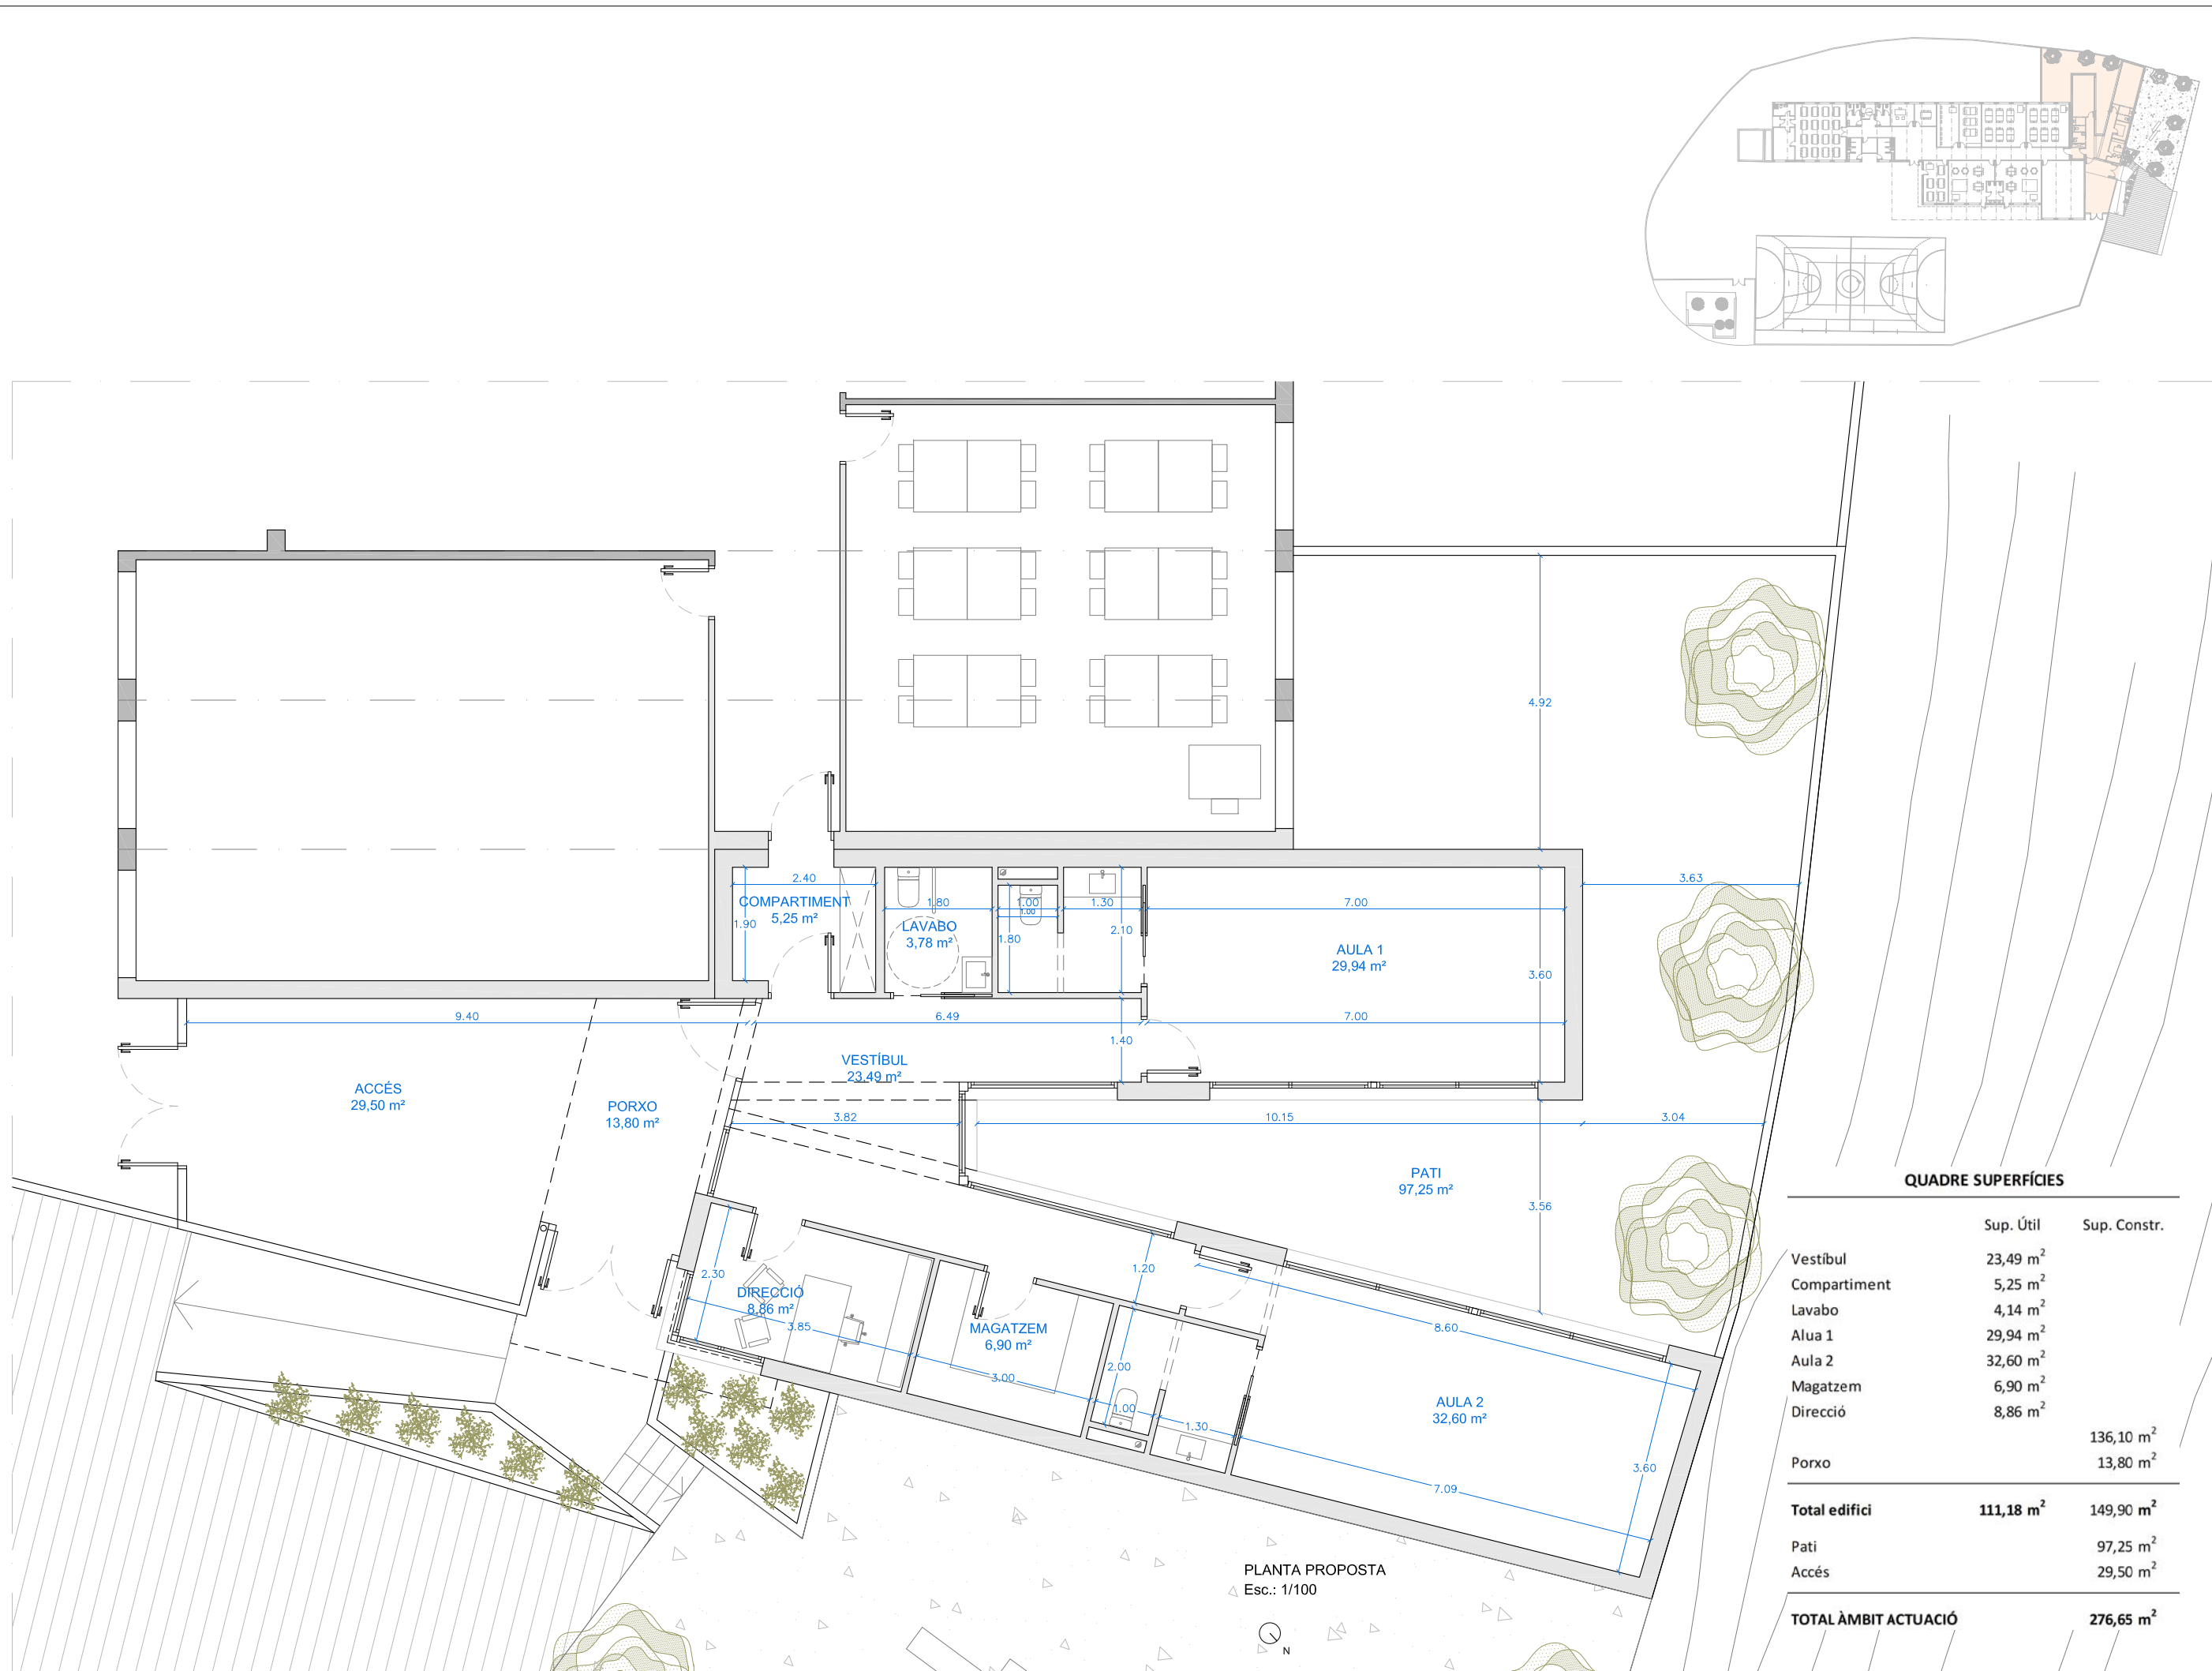 4.92
2.40
COMPARTIMENT
5,25 m²
1.90
1.80
LAVABO
3,78 m²
1.00
1.00
1.80
1.30
2.10
7.00
AULA 1
29,94 m²
3.60
3.63
9.40
6.49
7.00
1.40
VESTÍBUL
23,49 m²
ACCÉS
29,50 m²
PORXO
13,80 m²
3.82
10.15
3.04
PATI
97,25 m²
3.56
2.30
DIRECCIÓ
8,86 m²
3.85
1.20
MAGATZEM
6,90 m²
3.00
2.00
1.00
1.30
8.60
AULA 2
32,60 m²
7.09
3.60
PLANTA PROPOSTA
Esc.: 1/100
N
QUADRE SUPERFÍCIES
Sup. Útil Sup. Constr.
Vestíbul 23,49 m²
Compartiment 5,25 m²
Lavabo 4,14 m²
Alua 1 29,94 m²
Aula 2 32,60 m²
Magatzem 6,90 m²
Direcció 8,86 m²
136,10 m²
Porxo 13,80 m²
Total edifici 111,18 m² 149,90 m²
Pati 97,25 m²
Accés 29,50 m²
TOTAL ÀMBIT ACTUACIÓ 276,65 m²